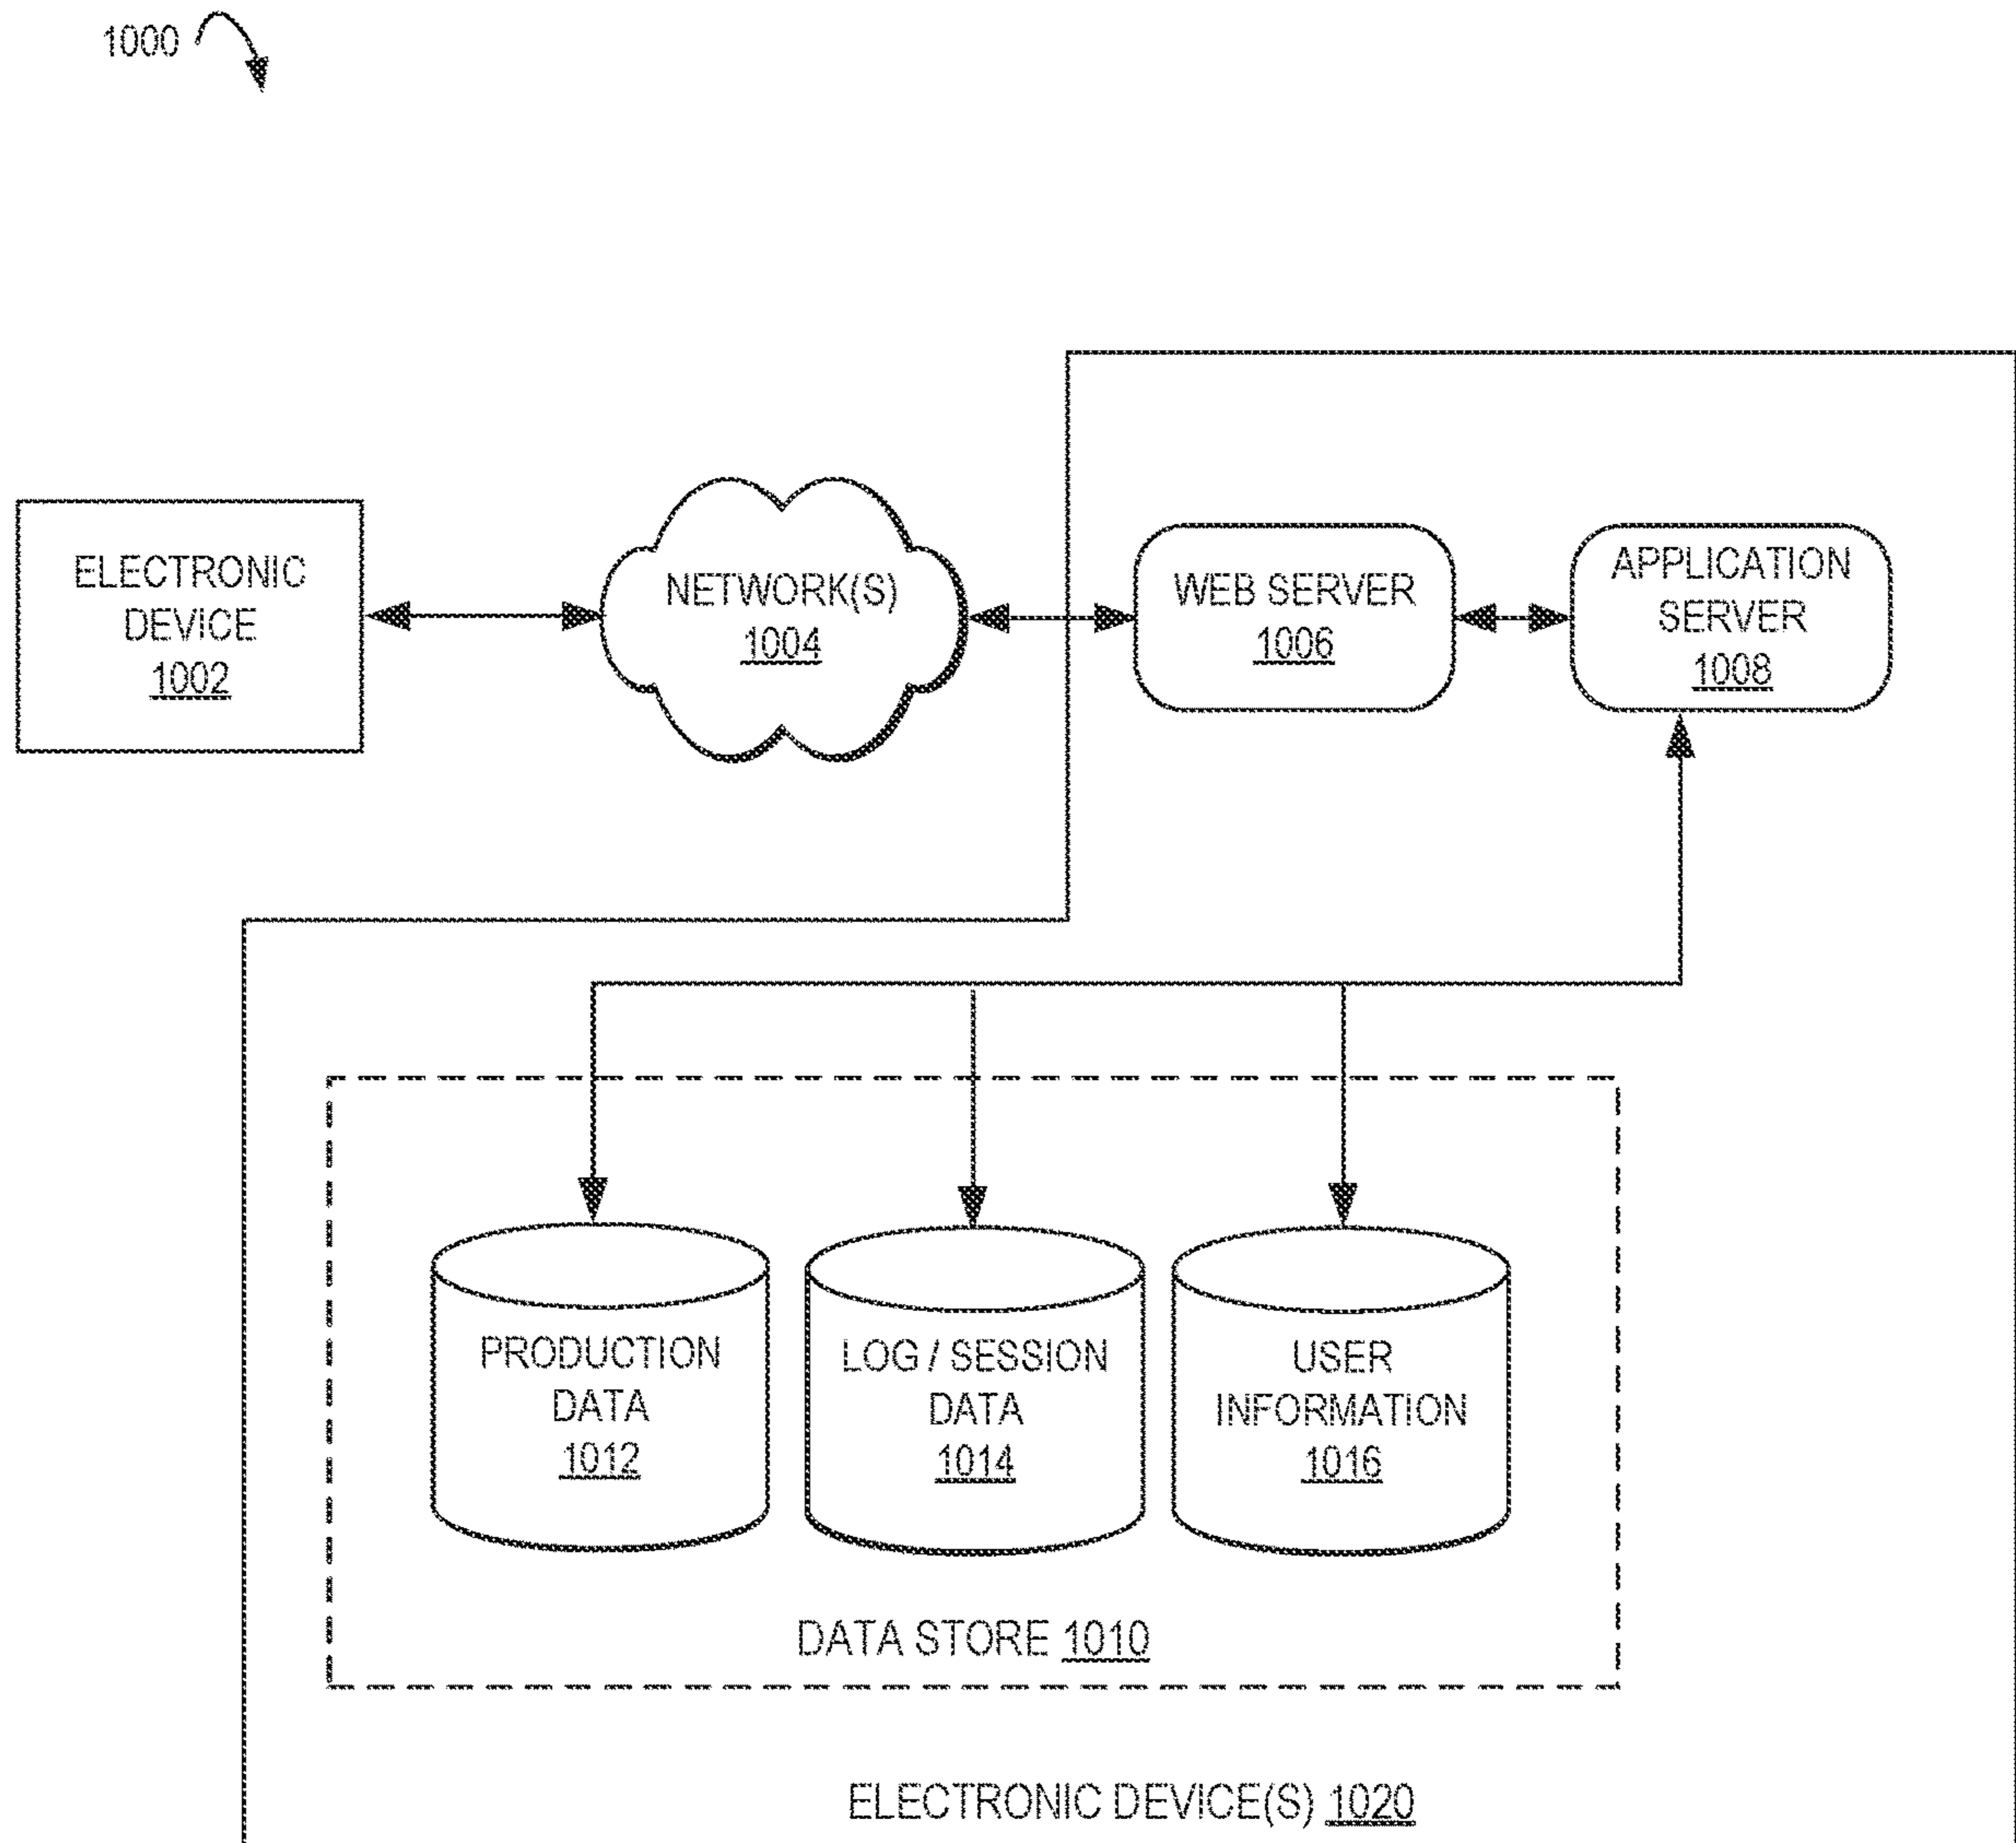 1000
ELECTRONIC
DEVICE
1002
NETWORK(S)
1004
WEB SERVER
1006
APPLICATION
SERVER
1008
PRODUCTION
DATA
1012
LOG / SESSION
DATA
1014
USER
INFORMATION
1016
DATA STORE 1010
ELECTRONIC DEVICE(S) 1020